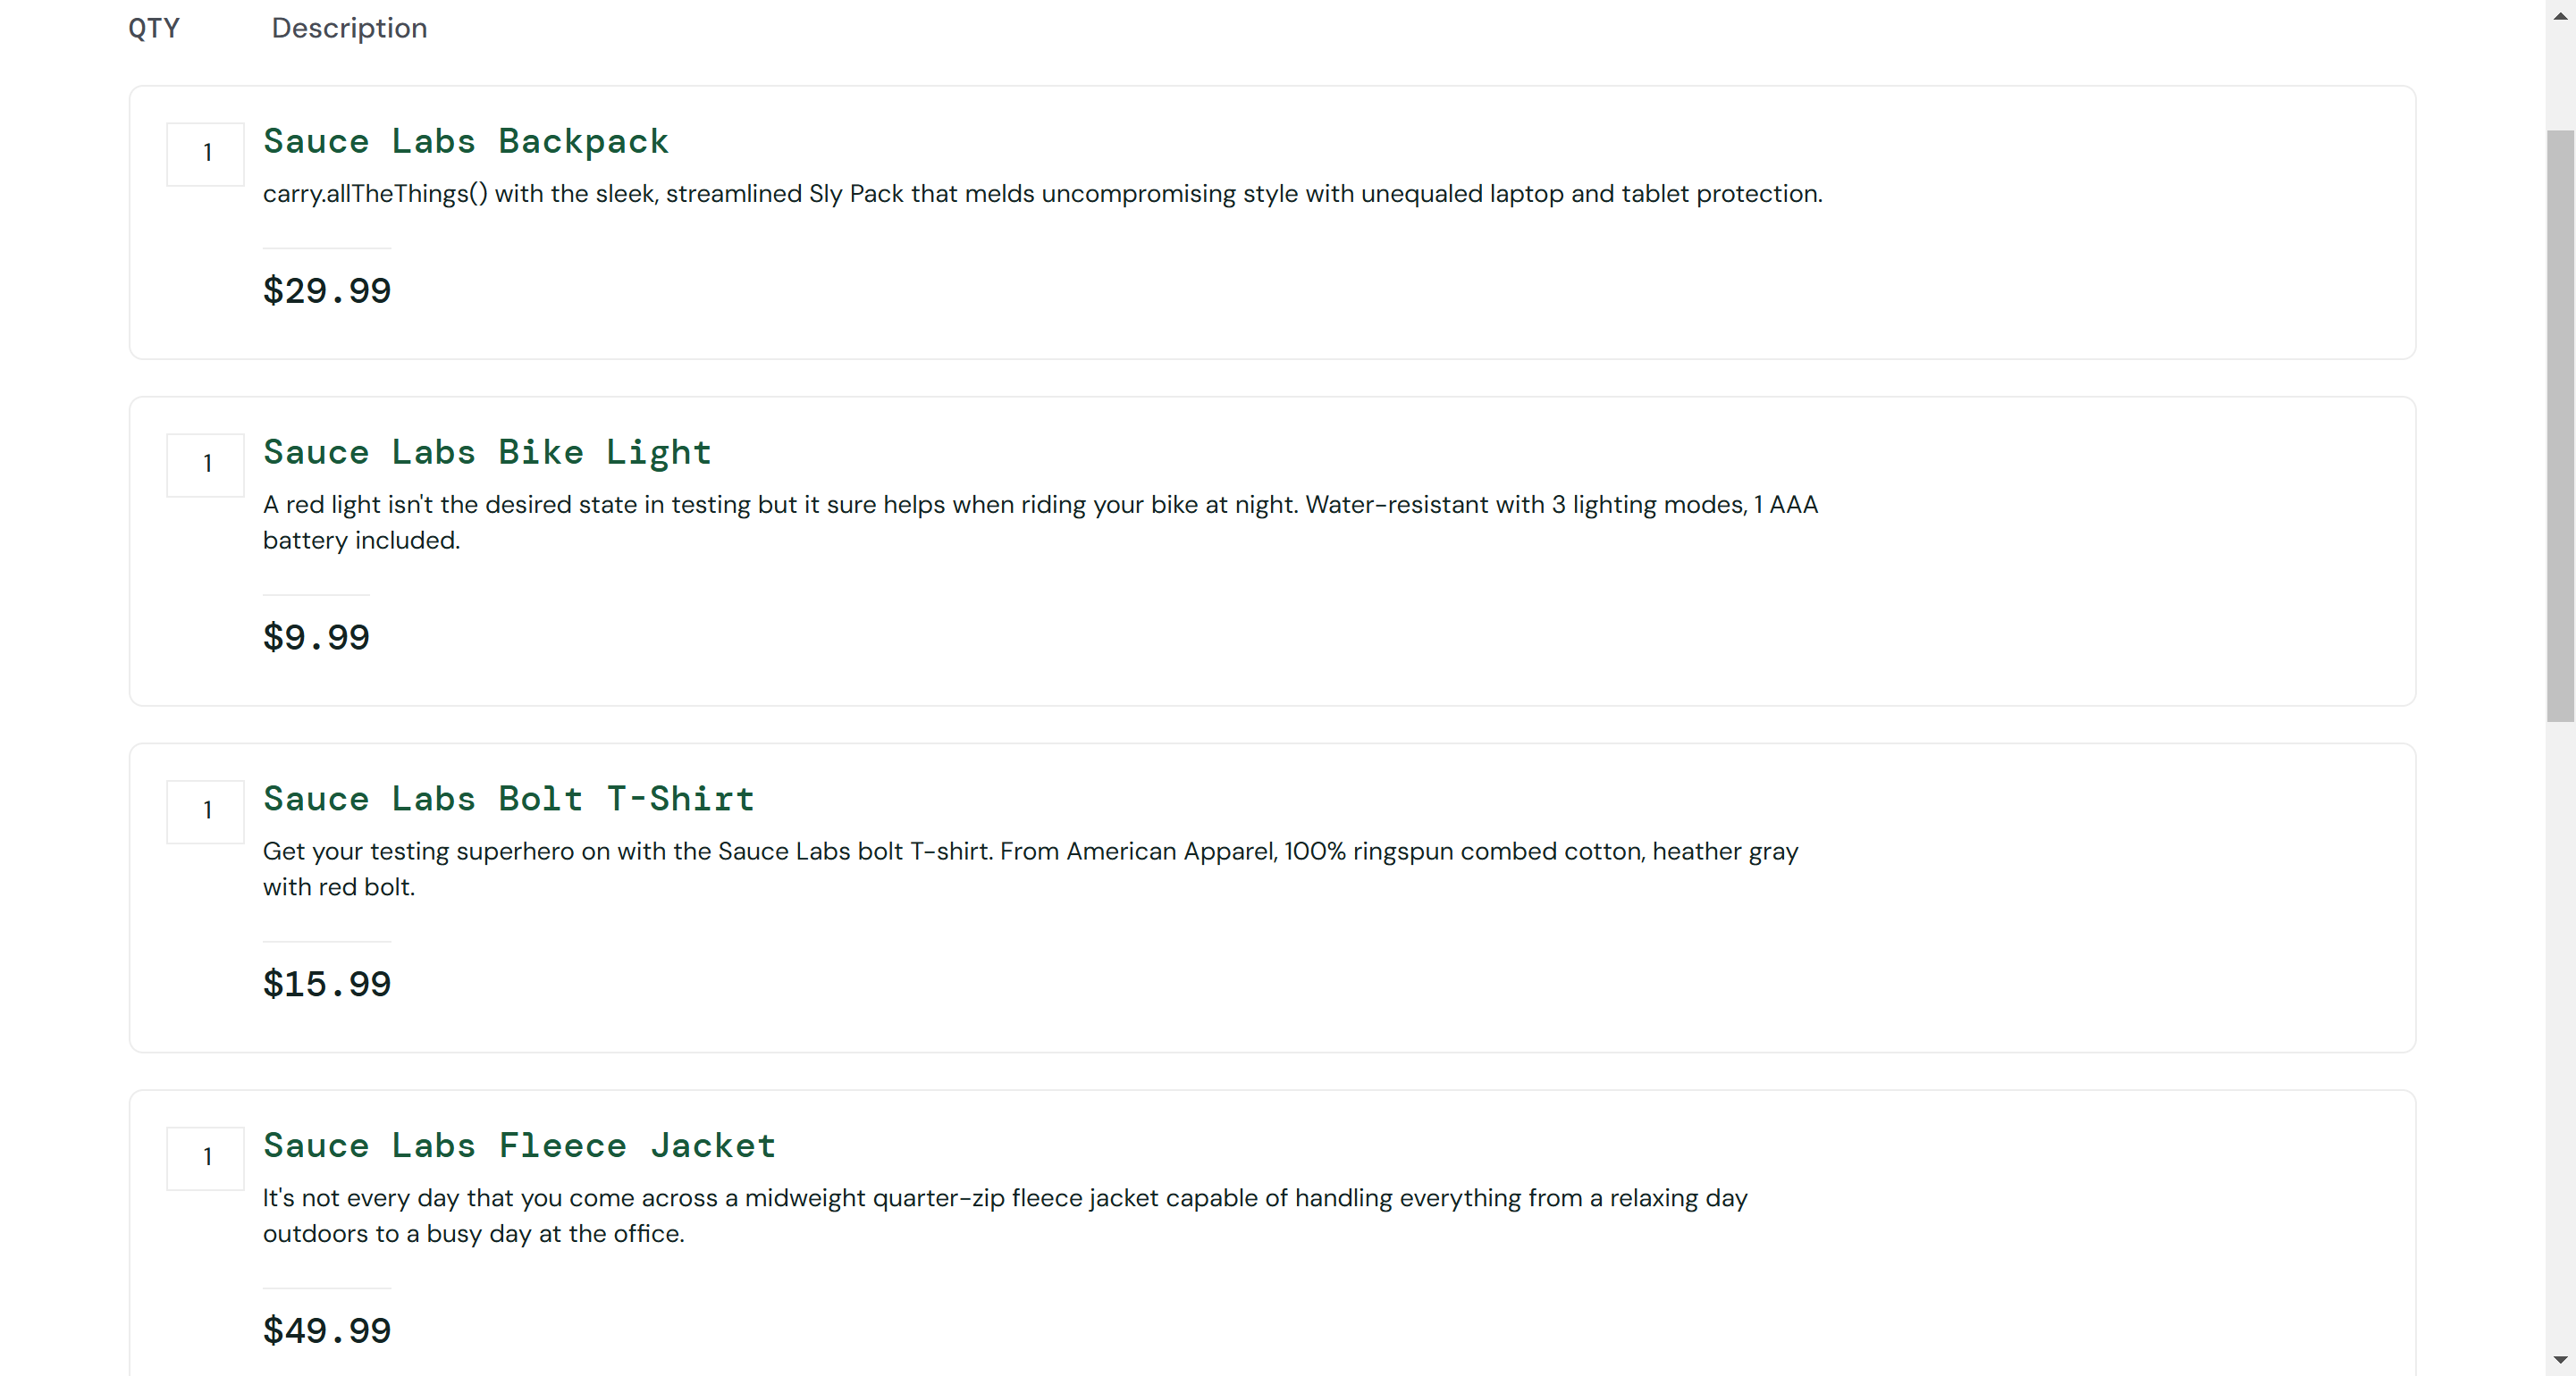 QTY Description
1 Sauce Labs Backpack
carry.allTheThings() with the sleek, streamlined Sly Pack that melds uncompromising style with unequaled laptop and tablet protection.
$29.99
1 Sauce Labs Bike Light
A red light isn't the desired state in testing but it sure helps when riding your bike at night. Water-resistant with 3 lighting modes, 1 AAA
battery included.
$9.99
1 Sauce Labs Bolt T-Shirt
Get your testing superhero on with the Sauce Labs bolt T-shirt. From American Apparel, 100% ringspun combed cotton, heather gray
with red bolt.
$15.99
1 Sauce Labs Fleece Jacket
It's not every day that you come across a midweight quarter-zip fleece jacket capable of handling everything from a relaxing day
outdoors to a busy day at the office.
$49.99